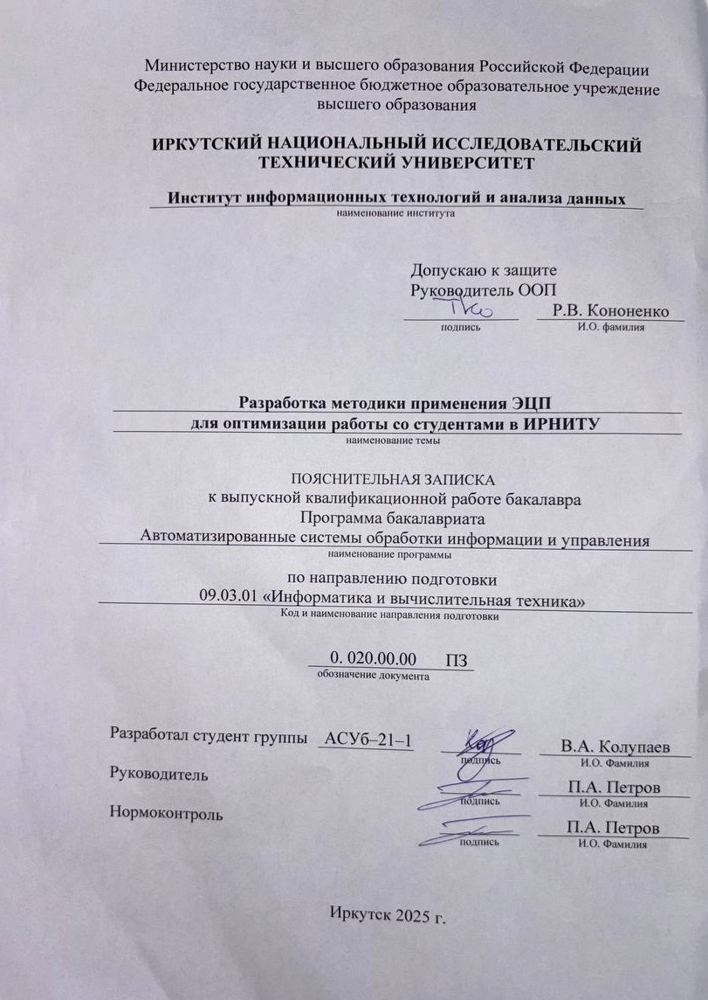 Министерство науки и высшего образования Российской Федерации
Федеральное государственное бюджетное образовательное учреждение
высшего образования
ИРКУТСКИЙ НАЦИОНАЛЬНЫЙ ИССЛЕДОВАТЕЛЬСКИЙ
ТЕХНИЧЕСКИЙ УНИВЕРСИТЕТ
Институт информационных технологий и анализа данных
наименование института
Допускаю к защите
Руководитель ООП
Р.В. Кононенко
подпись И.О. фамилия
Разработка методики применения ЭЦП
для оптимизации работы со студентами в ИРНИТУ
наименование темы
ПОЯСНИТЕЛЬНАЯ ЗАПИСКА
к выпускной квалификационной работе бакалавра
Программа бакалавриата
Автоматизированные системы обработки информации и управления
наименование программы
по направлению подготовки
09.03.01 «Информатика и вычислительная техника»
Код и наименование направления подготовки
0. 020.00.00 ПЗ
обозначение документа
Разработал студент группы АСУб–21–1 В.А. Колупаев
подпись И.О. Фамилия
Руководитель П.А. Петров
подпись И.О. Фамилия
Нормоконтроль П.А. Петров
подпись И.О. Фамилия
Иркутск 2025 г.